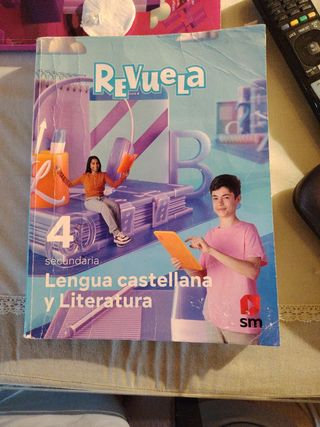 REVUELA
4
secundaria
Lengua castellana
y Literatura
sm
B